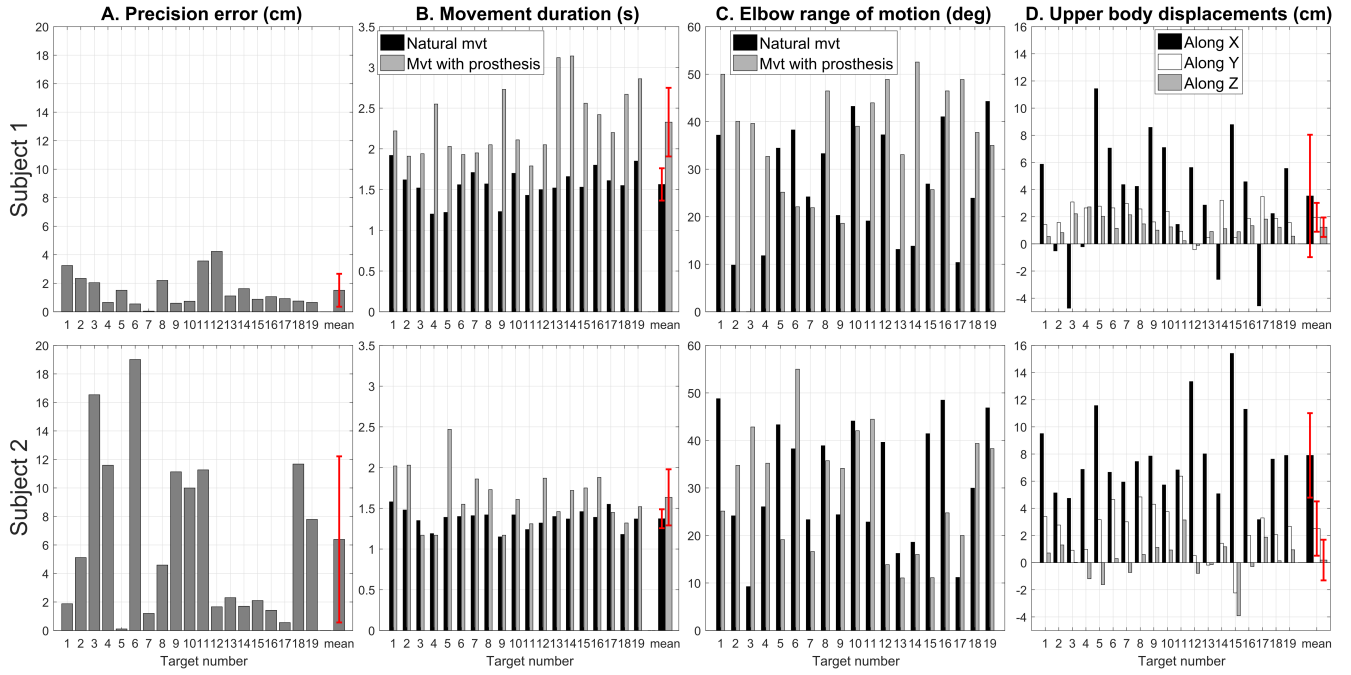 A. Precision error (cm)
B. Movement duration (s)
C. Elbow range of motion (deg)
D. Upper body displacements (cm)
Subject 1
20
18
16
14
12
10
8
6
4
2
0
1 2 3 4 5 6 7 8 9 10 11 12 13 14 15 16 17 18 19 mean
3.5
3
2.5
2
1.5
1
0.5
0
Natural mvt
Mvt with prosthesis
1 2 3 4 5 6 7 8 9 10 11 12 13 14 15 16 17 18 19 mean
60
50
40
30
20
10
0
Natural mvt
Mvt with prosthesis
1 2 3 4 5 6 7 8 9 10 11 12 13 14 15 16 17 18 19
16
14
12
10
8
6
4
2
0
-2
-4
Along X
Along Y
Along Z
1 2 3 4 5 6 7 8 9 10 11 12 13 14 15 16 17 18 19 mean
Subject 2
20
18
16
14
12
10
8
6
4
2
0
1 2 3 4 5 6 7 8 9 10 11 12 13 14 15 16 17 18 19 mean
Target number
3.5
3
2.5
2
1.5
1
0.5
0
1 2 3 4 5 6 7 8 9 10 11 12 13 14 15 16 17 18 19 mean
Target number
60
50
40
30
20
10
0
1 2 3 4 5 6 7 8 9 10 11 12 13 14 15 16 17 18 19
Target number
16
14
12
10
8
6
4
2
0
-2
-4
1 2 3 4 5 6 7 8 9 10 11 12 13 14 15 16 17 18 19 mean
Target number